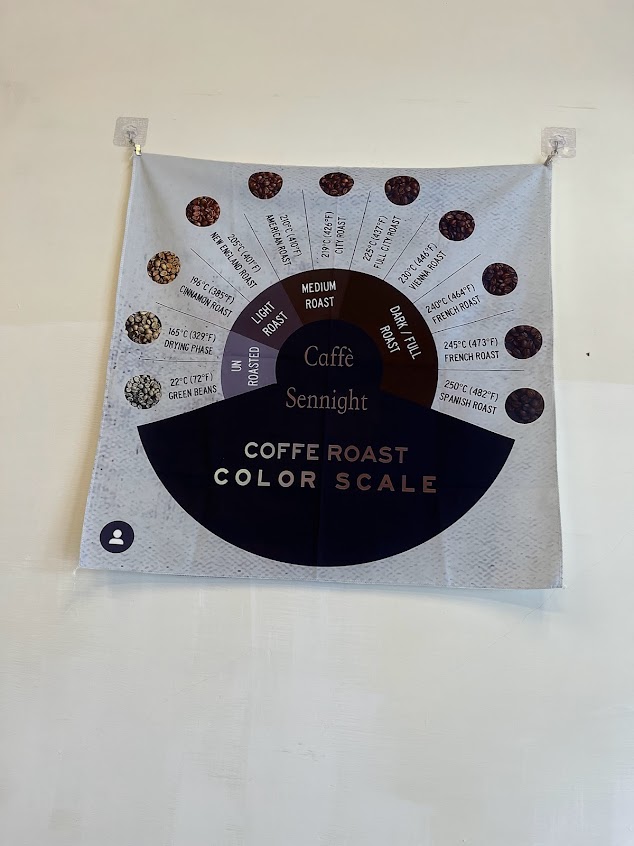 22°C (72°F)
GREEN BEANS
165°C (329°F)
DRYING PHASE
196°C (385°F)
CINNAMON ROAST
205°C (401°F)
NEW ENGLAND ROAST
210°C (410°F)
AMERICAN ROAST
219°C (426°F)
CITY ROAST
225°C (437°F)
FULL CITY ROAST
230°C (446°F)
VIENNA ROAST
240°C (464°F)
FRENCH ROAST
245°C (473°F)
FRENCH ROAST
250°C (482°F)
SPANISH ROAST
UN
ROASTED
LIGHT
ROAST
MEDIUM
ROAST
DARK / FULL
ROAST
Caffè
Sennight
COFFE ROAST
COLOR SCALE